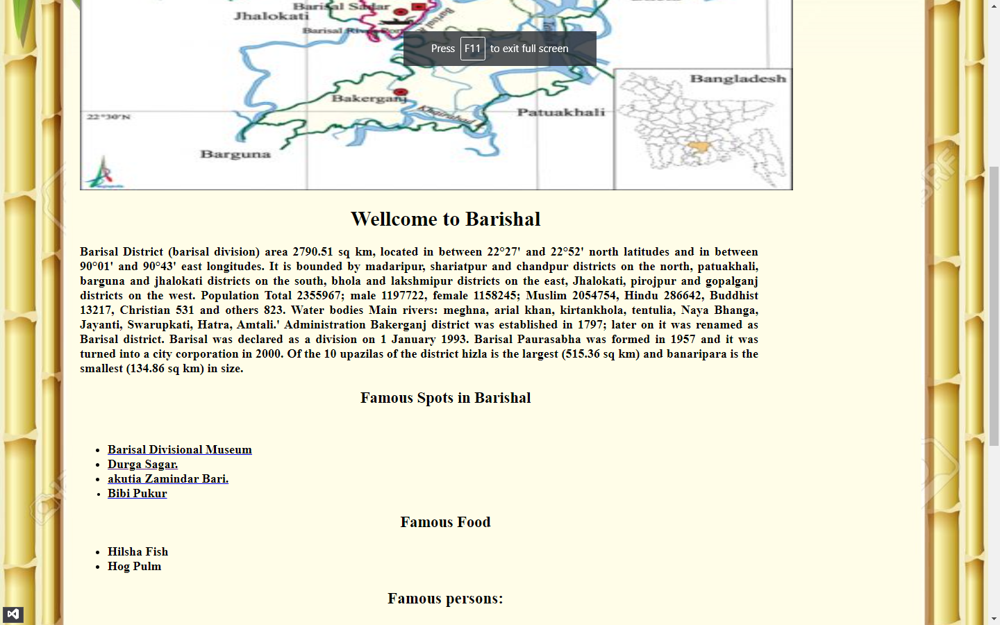 Barisal Sadar
Jhalokati
Barisal River Port
Press F11 to exit full screen
Bangladesh
Bakerganj
Khairabad
Patuakhali
22°30'N
Barguna
Wellcome to Barishal
Barisal District (barisal division) area 2790.51 sq km, located in between 22°27' and 22°52' north latitudes and in between
90°01' and 90°43' east longitudes. It is bounded by madaripur, shariatpur and chandpur districts on the north, patuakhali,
barguna and jhalokati districts on the south, bhola and lakshmipur districts on the east, Jhalokati, pirojpur and gopalganj
districts on the west. Population Total 2355967; male 1197722, female 1158245; Muslim 2054754, Hindu 286642, Buddhist
13217, Christian 531 and others 823. Water bodies Main rivers: meghna, arial khan, kirtankhola, tentulia, Naya Bhanga,
Jayanti, Swarupkati, Hatra, Amtali.' Administration Bakerganj district was established in 1797; later on it was renamed as
Barisal district. Barisal was declared as a division on 1 January 1993. Barisal Paurasabha was formed in 1957 and it was
turned into a city corporation in 2000. Of the 10 upazilas of the district hizla is the largest (515.36 sq km) and banaripara is the
smallest (134.86 sq km) in size.
Famous Spots in Barishal
Barisal Divisional Museum
Durga Sagar.
akutia Zamindar Bari.
Bibi Pukur
Famous Food
Hilsha Fish
Hog Pulm
Famous persons: